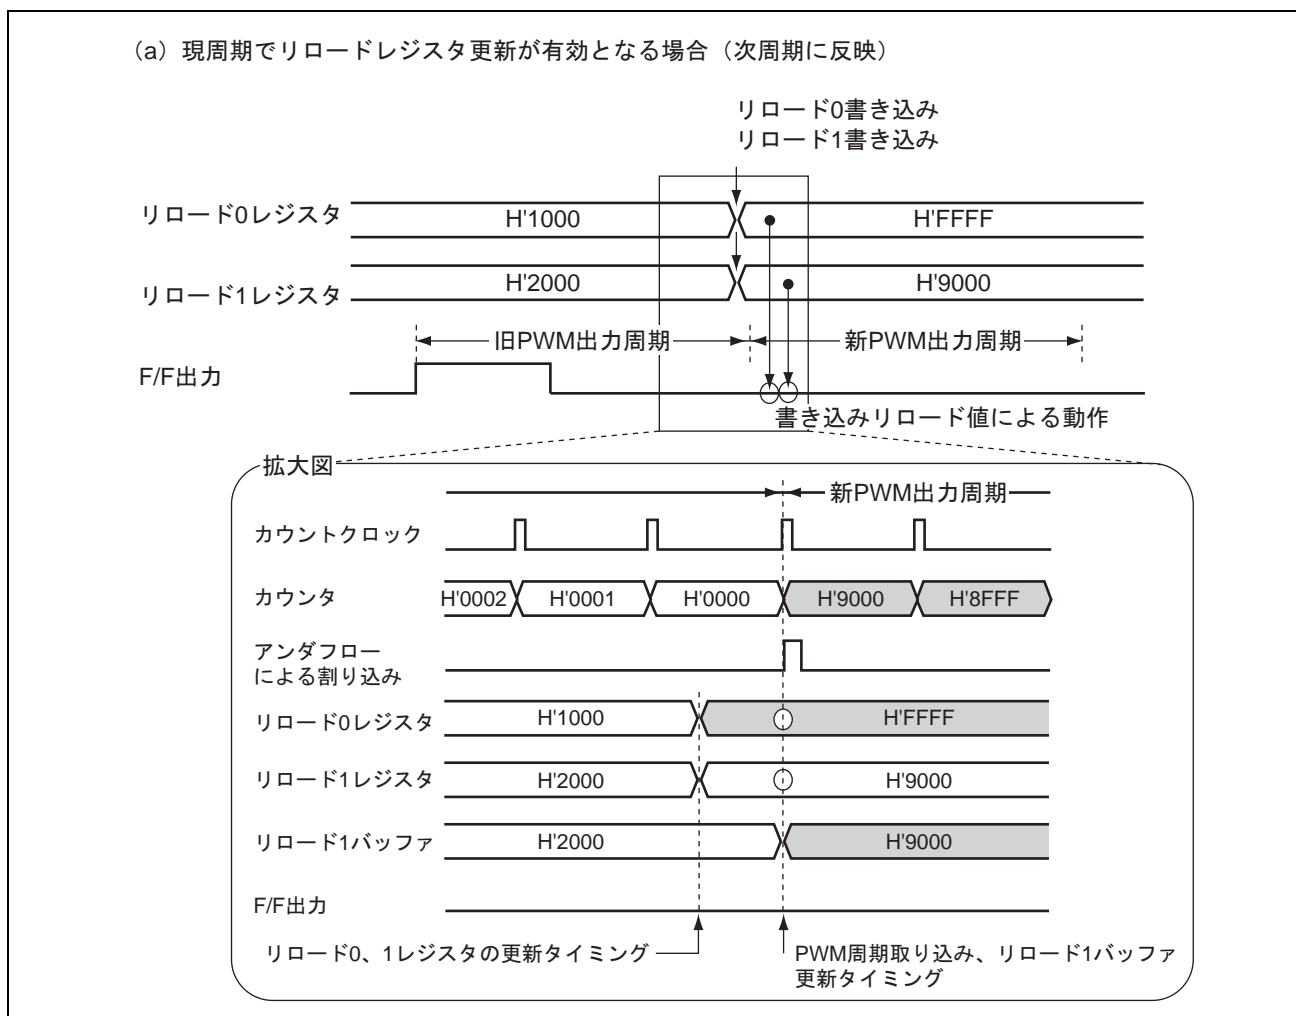 (a) 現周期でリロードレジスタ更新が有効となる場合（次周期に反映）
リロード0書き込み
リロード1書き込み
リロード0レジスタ H'1000 H'FFFF
リロード1レジスタ H'2000 H'9000
旧PWM出力周期 新PWM出力周期
F/F出力
書き込みリロード値による動作
拡大図
新PWM出力周期
カウントクロック
カウンタ H'0002 H'0001 H'0000 H'9000 H'8FFF
アンダフロー
による割り込み
リロード0レジスタ H'1000 H'FFFF
リロード1レジスタ H'2000 H'9000
リロード1バッファ H'2000 H'9000
F/F出力
リロード0、1レジスタの更新タイミング
PWM周期取り込み、リロード1バッファ
更新タイミング